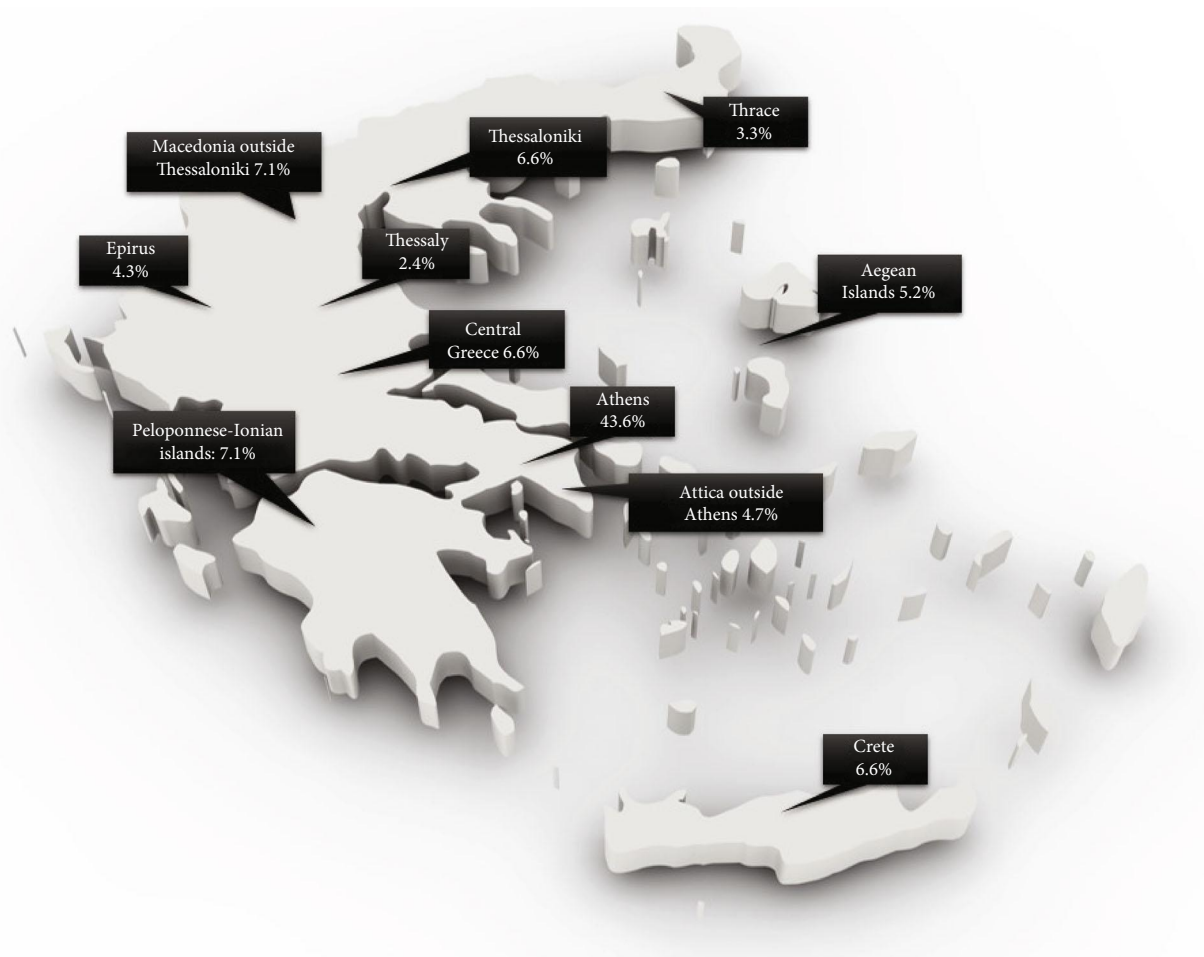 Thrace
3.3%
Thessaloniki
6.6%
Macedonia outside
Thessaloniki 7.1%
Thessaly
2.4%
Epirus
4.3%
Aegean
Islands 5.2%
Central
Greece 6.6%
Athens
43.6%
Peloponnese-Ionian
islands: 7.1%
Attica outside
Athens 4.7%
Crete
6.6%